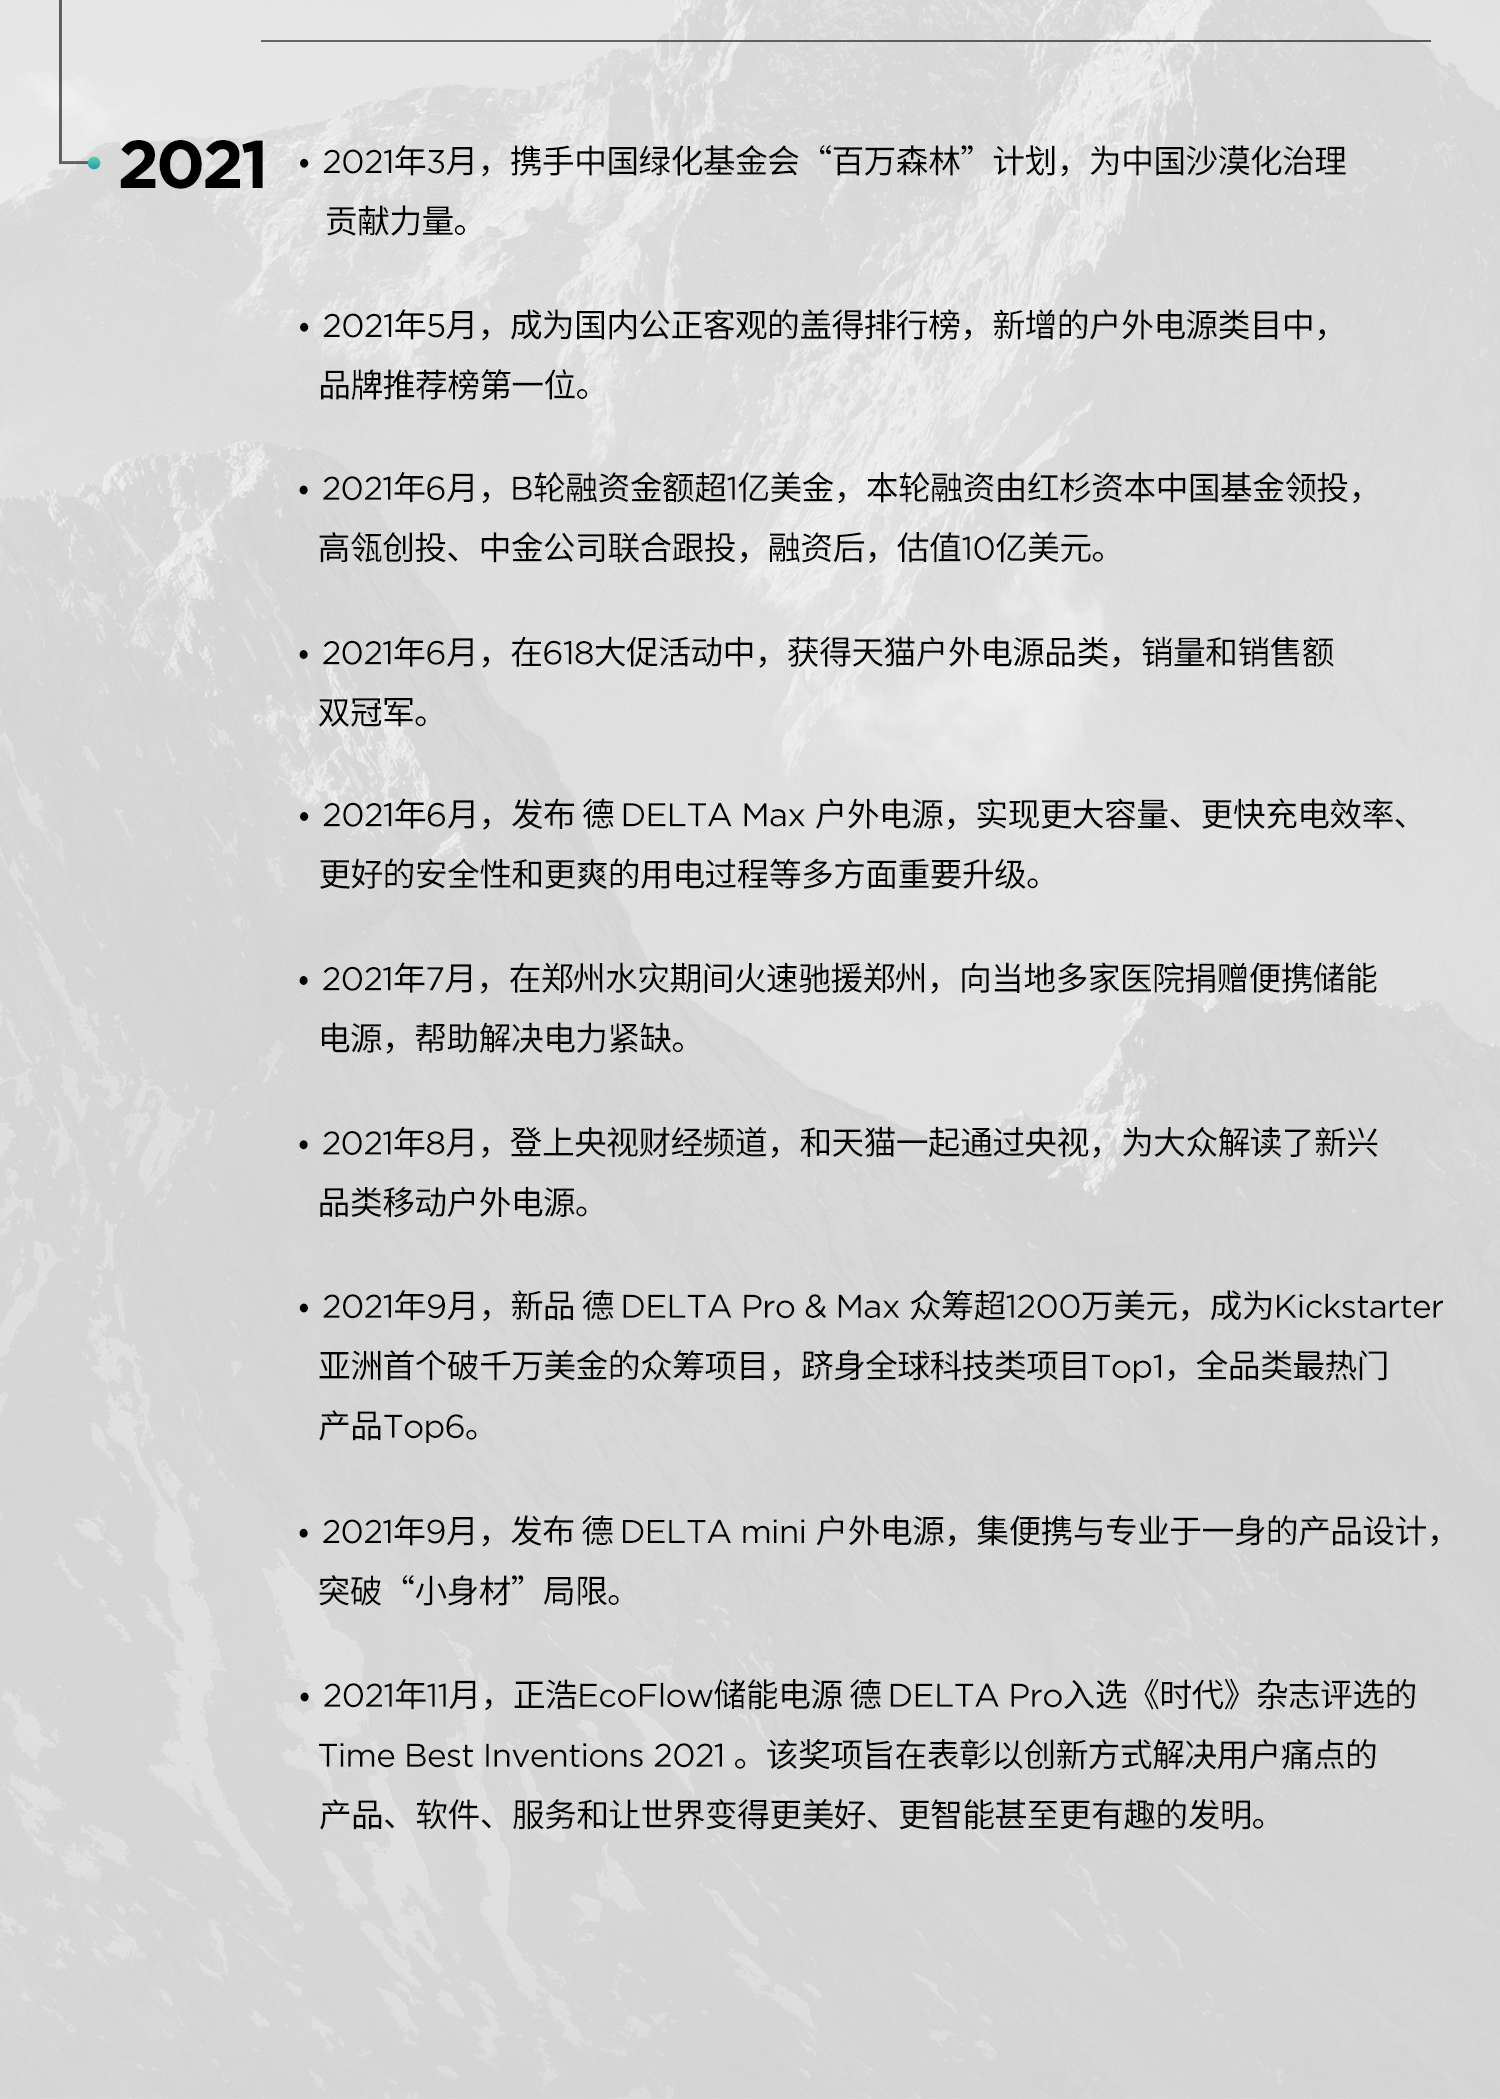 2021
• 2021年3月，携手中国绿化基金会“百万森林”计划，为中国沙漠化治理
贡献力量。
• 2021年5月，成为国内公正客观的盖得排行榜，新增的户外电源类目中，
品牌推荐榜第一位。
• 2021年6月，B轮融资金额超1亿美金，本轮融资由红杉资本中国基金领投，
高瓴创投、中金公司联合跟投，融资后，估值10亿美元。
• 2021年6月，在618大促活动中，获得天猫户外电源品类，销量和销售额
双冠军。
• 2021年6月，发布 德 DELTA Max 户外电源，实现更大容量、更快充电效率、
更好的安全性和更爽的用电过程等多方面重要升级。
• 2021年7月，在郑州水灾期间火速驰援郑州，向当地多家医院捐赠便携储能
电源，帮助解决电力紧缺。
• 2021年8月，登上央视财经频道，和天猫一起通过央视，为大众解读了新兴
品类移动户外电源。
• 2021年9月，新品 德 DELTA Pro & Max 众筹超1200万美元，成为Kickstarter
亚洲首个破千万美金的众筹项目，跻身全球科技类项目Top1，全品类最热门
产品Top6。
• 2021年9月，发布 德 DELTA mini 户外电源，集便携与专业于一身的产品设计，
突破“小身材”局限。
• 2021年11月，正浩EcoFlow储能电源 德 DELTA Pro入选《时代》杂志评选的
Time Best Inventions 2021 。该奖项旨在表彰以创新方式解决用户痛点的
产品、软件、服务和让世界变得更美好、更智能甚至更有趣的发明。